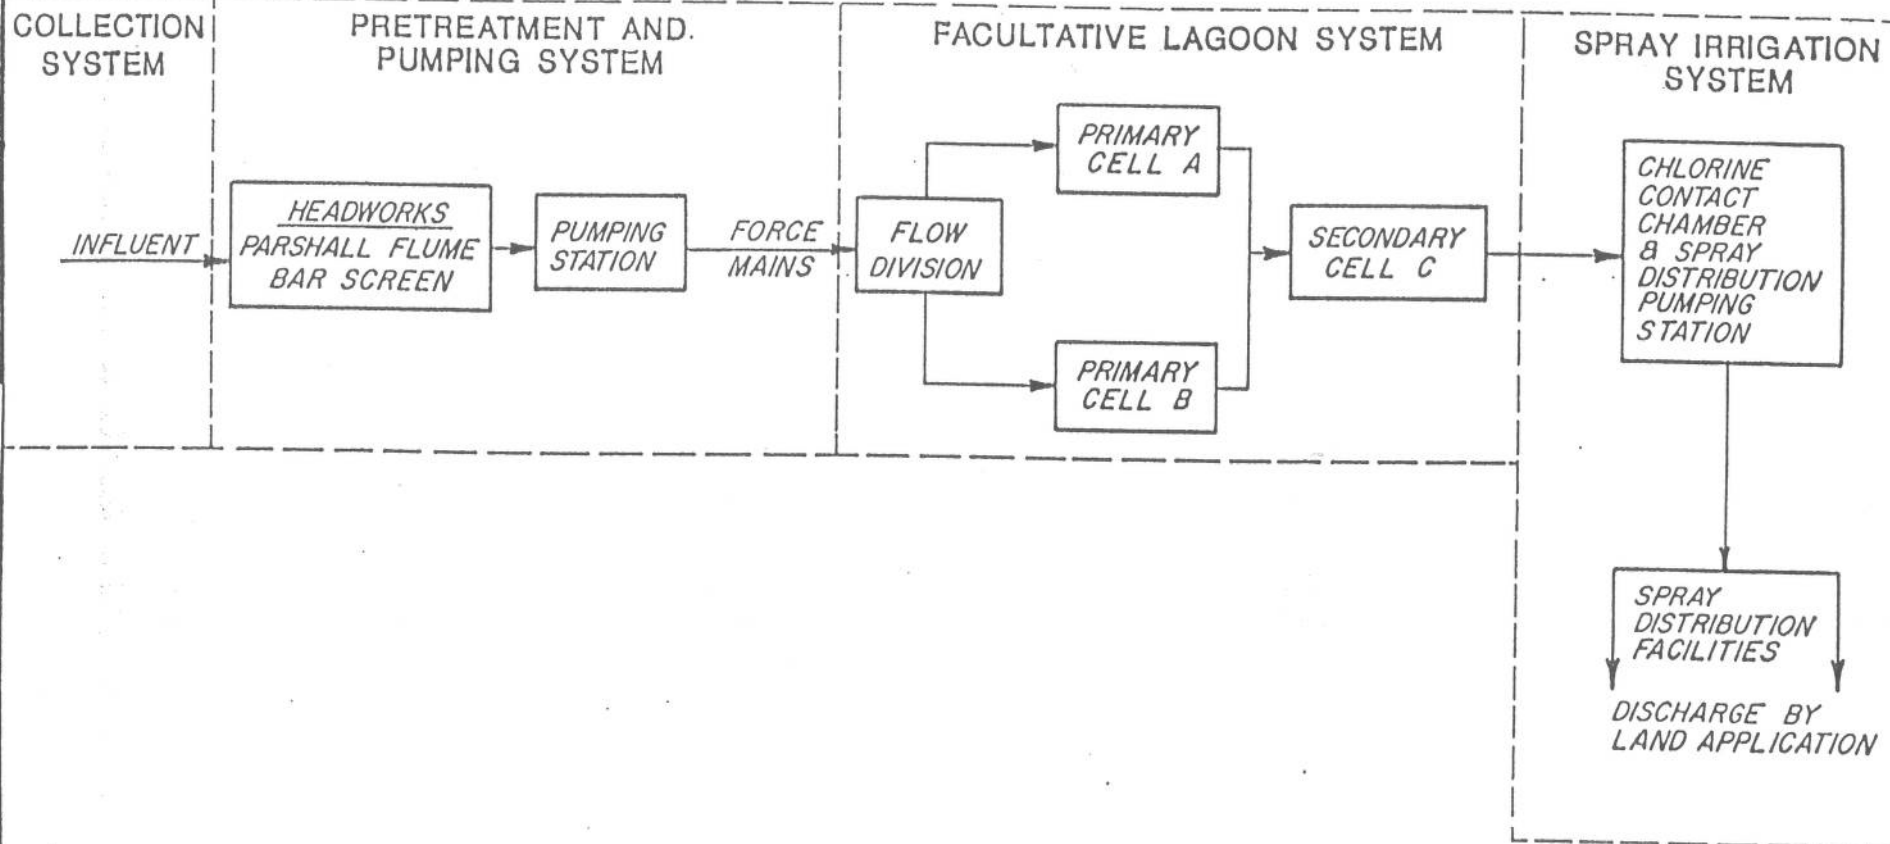 COLLECTION
SYSTEM
PRETREATMENT AND.
PUMPING SYSTEM
FACULTATIVE LAGOON SYSTEM
SPRAY IRRIGATION
SYSTEM
INFLUENT
HEADWORKS
PARSHALL FLUME
BAR SCREEN
PUMPING
STATION
FORCE
MAINS
FLOW
DIVISION
PRIMARY
CELL A
PRIMARY
CELL B
SECONDARY
CELL C
CHLORINE
CONTACT
CHAMBER
& SPRAY
DISTRIBUTION
PUMPING
STATION
SPRAY
DISTRIBUTION
FACILITIES
DISCHARGE BY
LAND APPLICATION